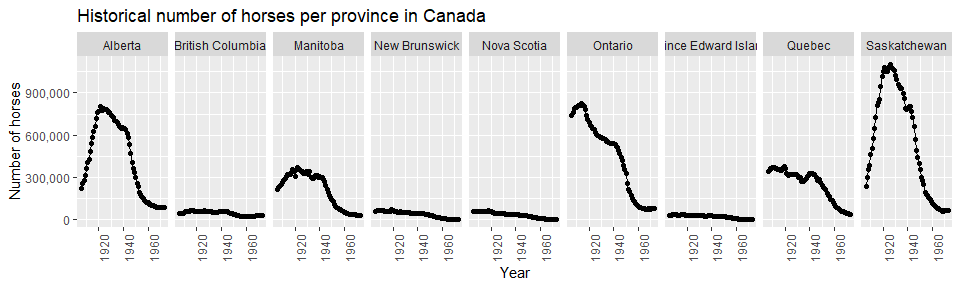 Historical number of horses per province in Canada
Alberta
British Columbia
Manitoba
New Brunswick
Nova Scotia
Ontario
ince Edward Islan
Quebec
Saskatchewan
Number of horses
900,000
600,000
300,000
0
1920 1940 1960
1920 1940 1960
1920 1940 1960
1920 1940 1960
1920 1940 1960
1920 1940 1960
1920 1940 1960
1920 1940 1960
1920 1940 1960
Year